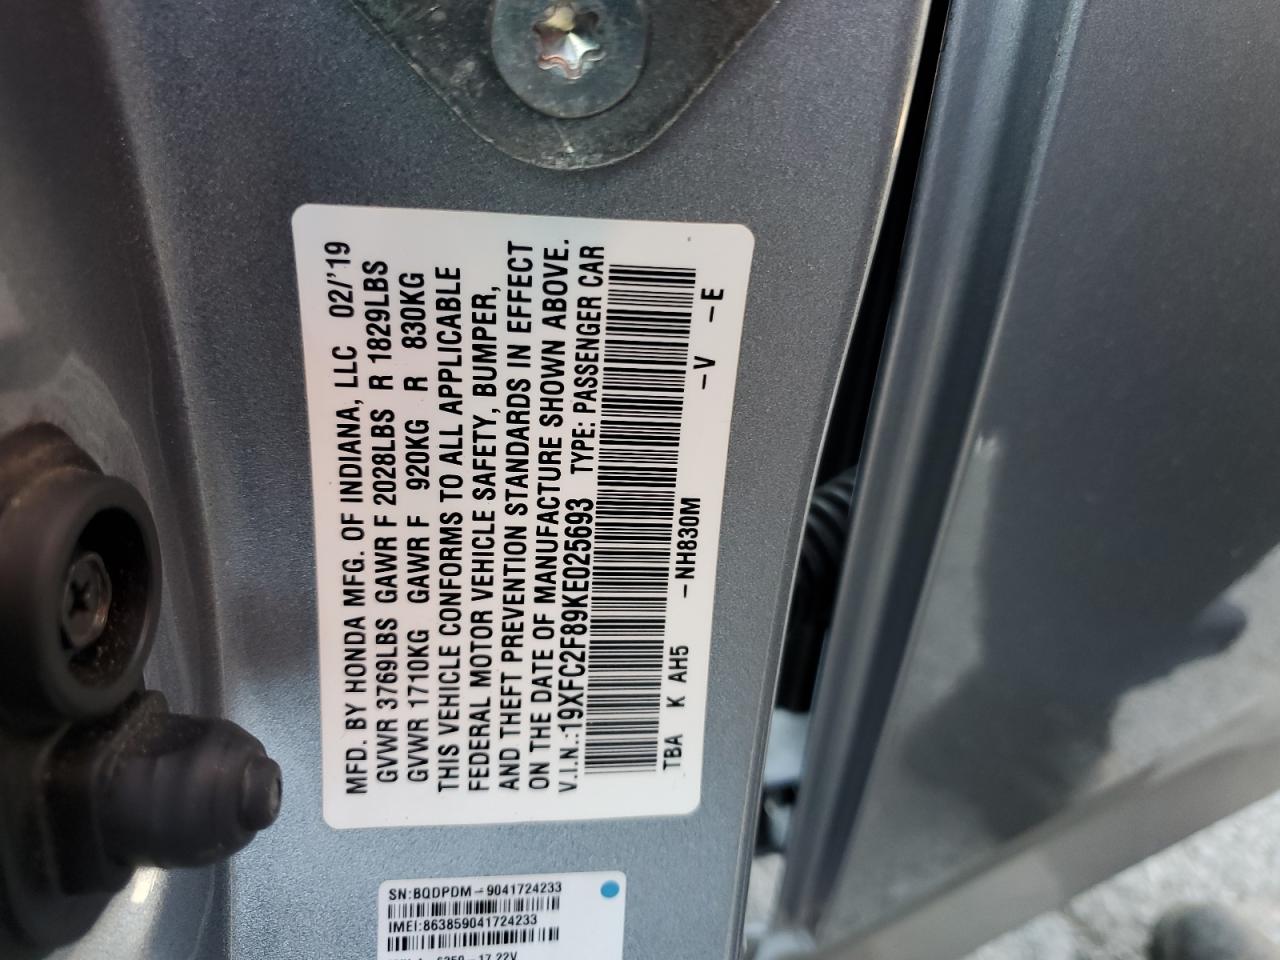 MFD. BY HONDA MFG. OF INDIANA, LLC 02/'19
GVWR 3769LBS GAWR F 2028LBS R 1829LBS
GVWR 1710KG GAWR F 920KG R 830KG
THIS VEHICLE CONFORMS TO ALL APPLICABLE
FEDERAL MOTOR VEHICLE SAFETY, BUMPER,
AND THEFT PREVENTION STANDARDS IN EFFECT
ON THE DATE OF MANUFACTURE SHOWN ABOVE.
V.I.N.:19XFC2F89KE025693 TYPE: PASSENGER CAR
TBA K AH5 -NH830M -V -E
SN:BQDPDM-9041724233
IMEI:863859041724233
-17.22V